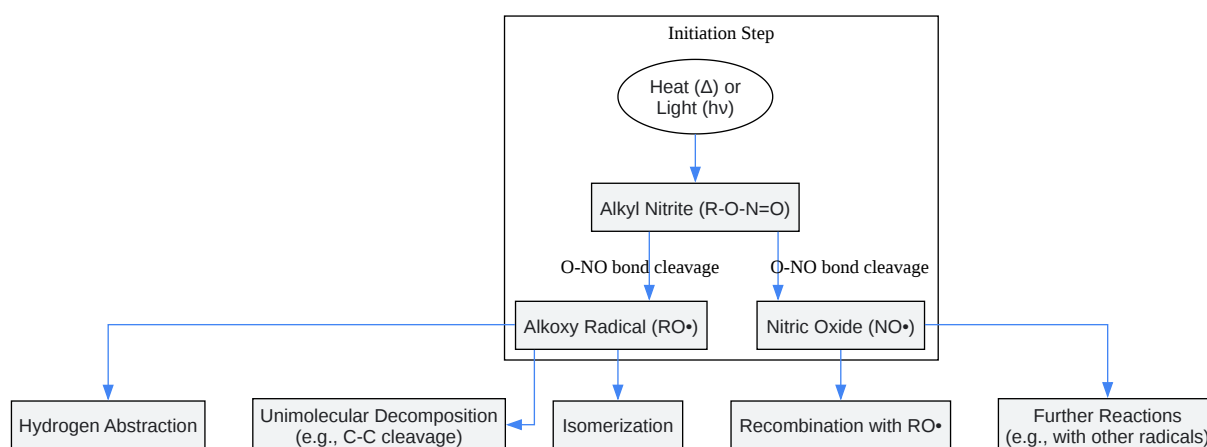 Initiation Step
Heat (Δ) or
Light (hν)
Alkyl Nitrite (R-O-N=O)
O-NO bond cleavage
O-NO bond cleavage
Alkoxy Radical (RO•)
Nitric Oxide (NO•)
Hydrogen Abstraction
Unimolecular Decomposition
(e.g., C-C cleavage)
Isomerization
Recombination with RO•
Further Reactions
(e.g., with other radicals)